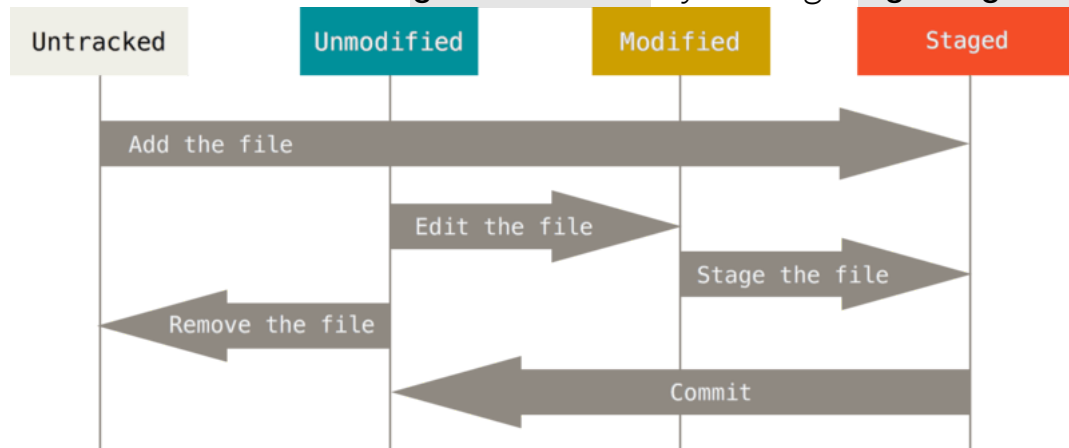 Untracked Unmodified Modified Staged
Add the file
Edit the file
Stage the file
Remove the file
Commit